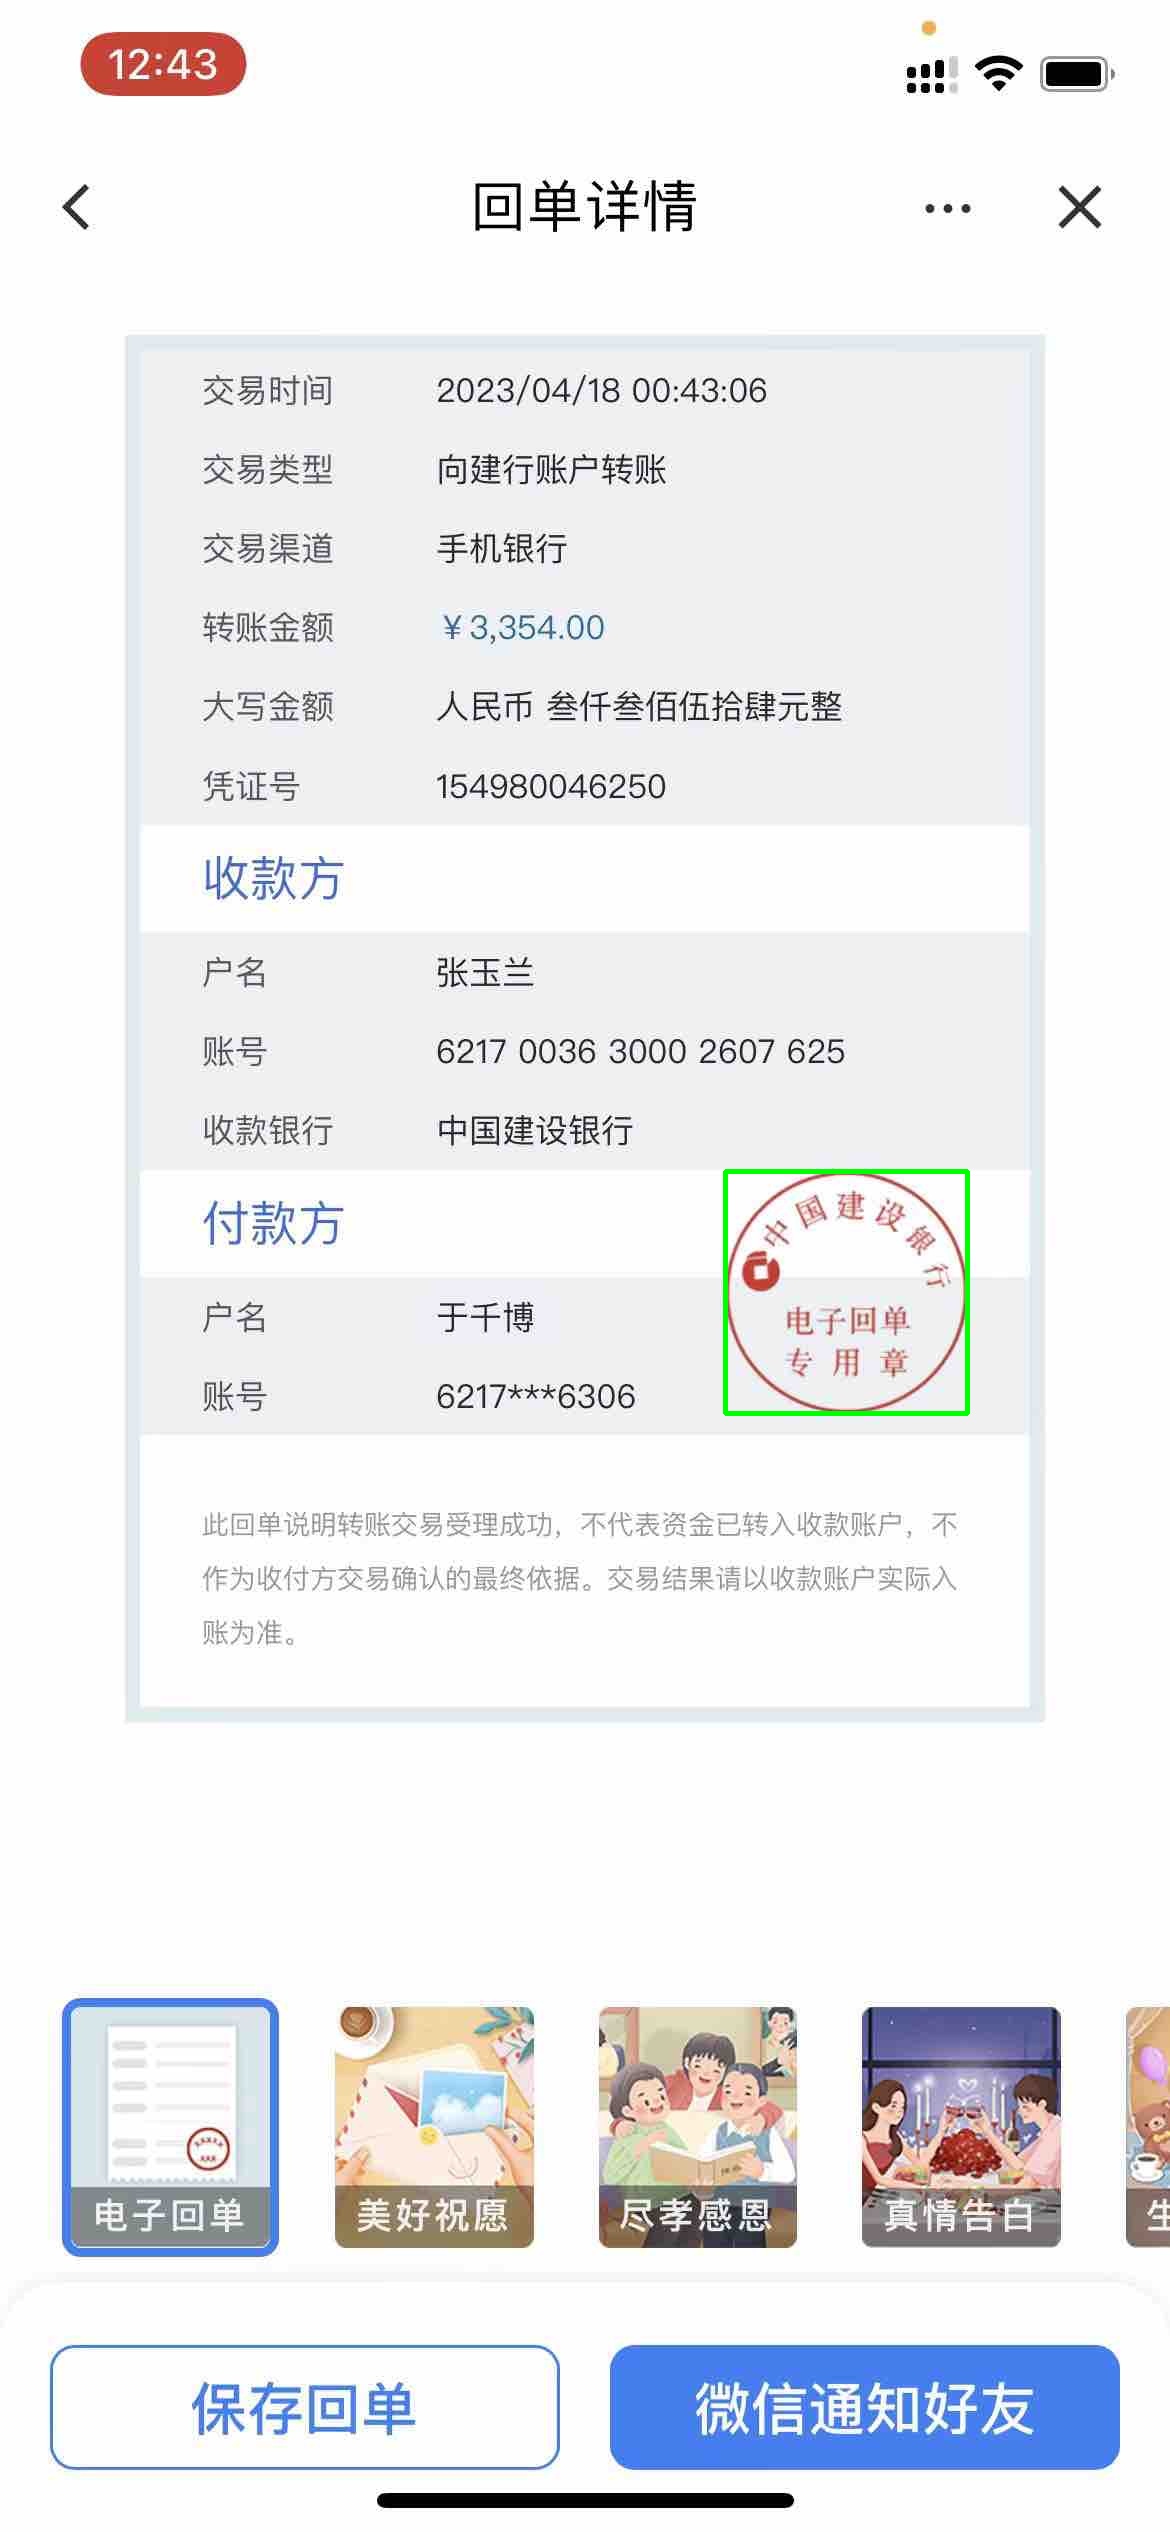 12:43
回单详情
交易时间 2023/04/18 00:43:06
交易类型 向建行账户转账
交易渠道 手机银行
转账金额 ￥3,354.00
大写金额 人民币 叁仟叁佰伍拾肆元整
凭证号 154980046250
收款方
户名 张玉兰
账号 6217 0036 3000 2607 625
收款银行 中国建设银行
付款方
户名 于千博
账号 6217***6306
中国建设银行
电子回单
专用章
此回单说明转账交易受理成功，不代表资金已转入收款账户，不
作为收付方交易确认的最终依据。交易结果请以收款账户实际入
账为准。
电子回单 美好祝愿 尽孝感恩 真情告白 生
保存回单 微信通知好友